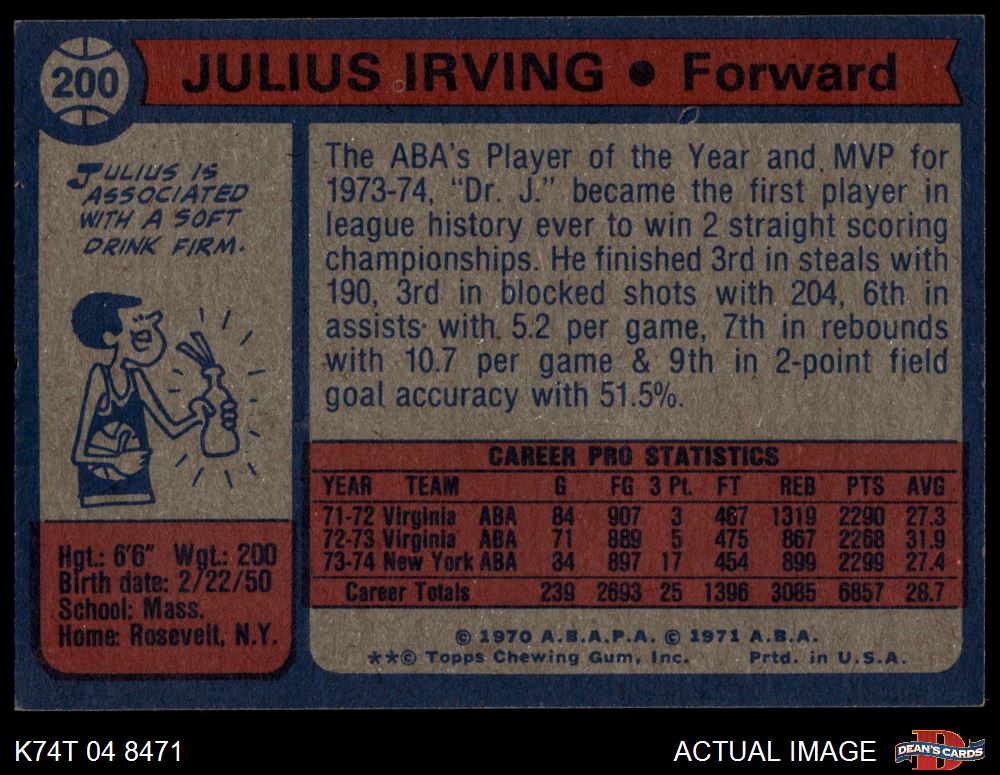 200
JULIUS IRVING ● Forward
JULIUS IS
ASSOCIATED
WITH A SOFT
DRINK FIRM.
Hgt.: 6'6" Wgt.: 200
Birth date: 2/22/50
School: Mass.
Home: Rosevelt, N.Y.
The ABA's Player of the Year and MVP for
1973-74, "Dr. J." became the first player in
league history ever to win 2 straight scoring
championships. He finished 3rd in steals with
190, 3rd in blocked shots with 204, 6th in
assists with 5.2 per game, 7th in rebounds
with 10.7 per game & 9th in 2-point field
goal accuracy with 51.5%.
CAREER PRO STATISTICS
YEAR TEAM G FG 3 Pt. FT REB PTS AVG
71-72 Virginia ABA 84 907 3 467 1319 2290 27.3
72-73 Virginia ABA 71 889 5 475 867 2268 31.9
73-74 New York ABA 84 897 17 454 899 2299 27.4
Career Totals 239 2693 25 1396 3085 6857 28.7
© 1970 A.B.A.P.A. © 1971 A.B.A.
**© Topps Chewing Gum, Inc. Prtd. in U.S.A.
K74T 04 8471
ACTUAL IMAGE
D
DEAN'S CARDS